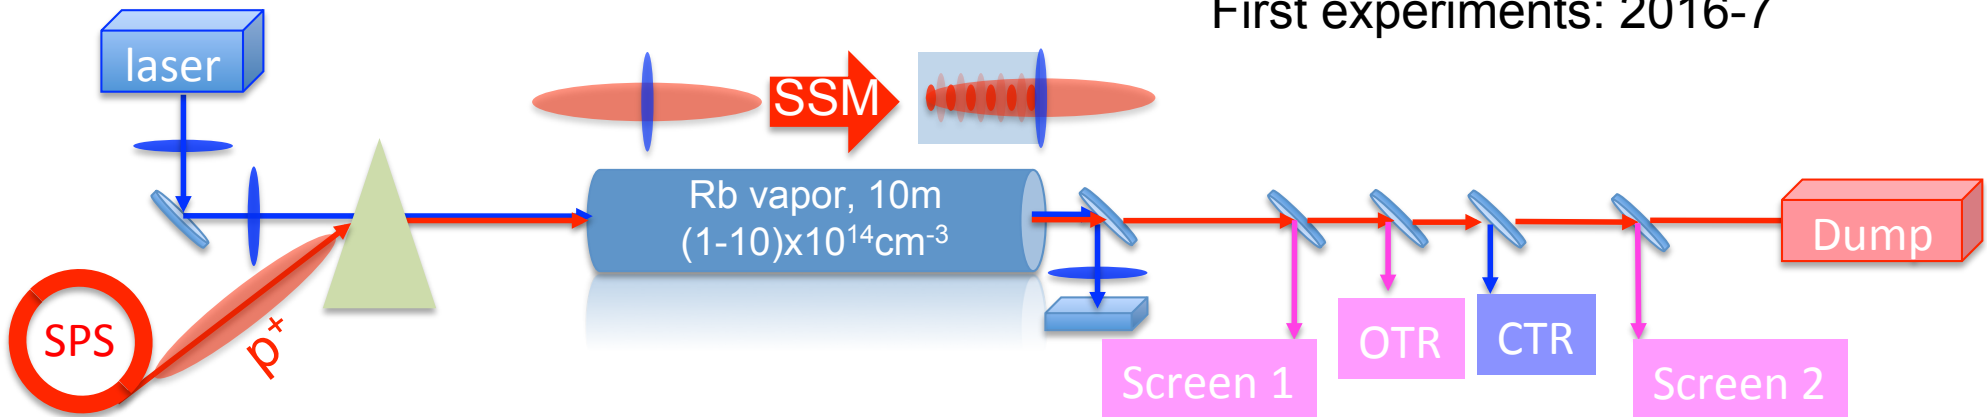 First experiments: 2016-7
laser
SSM
Rb vapor, 10m
(1-10)x10¹⁴cm⁻³
SPS
p⁺
Dump
OTR
CTR
Screen 1
Screen 2